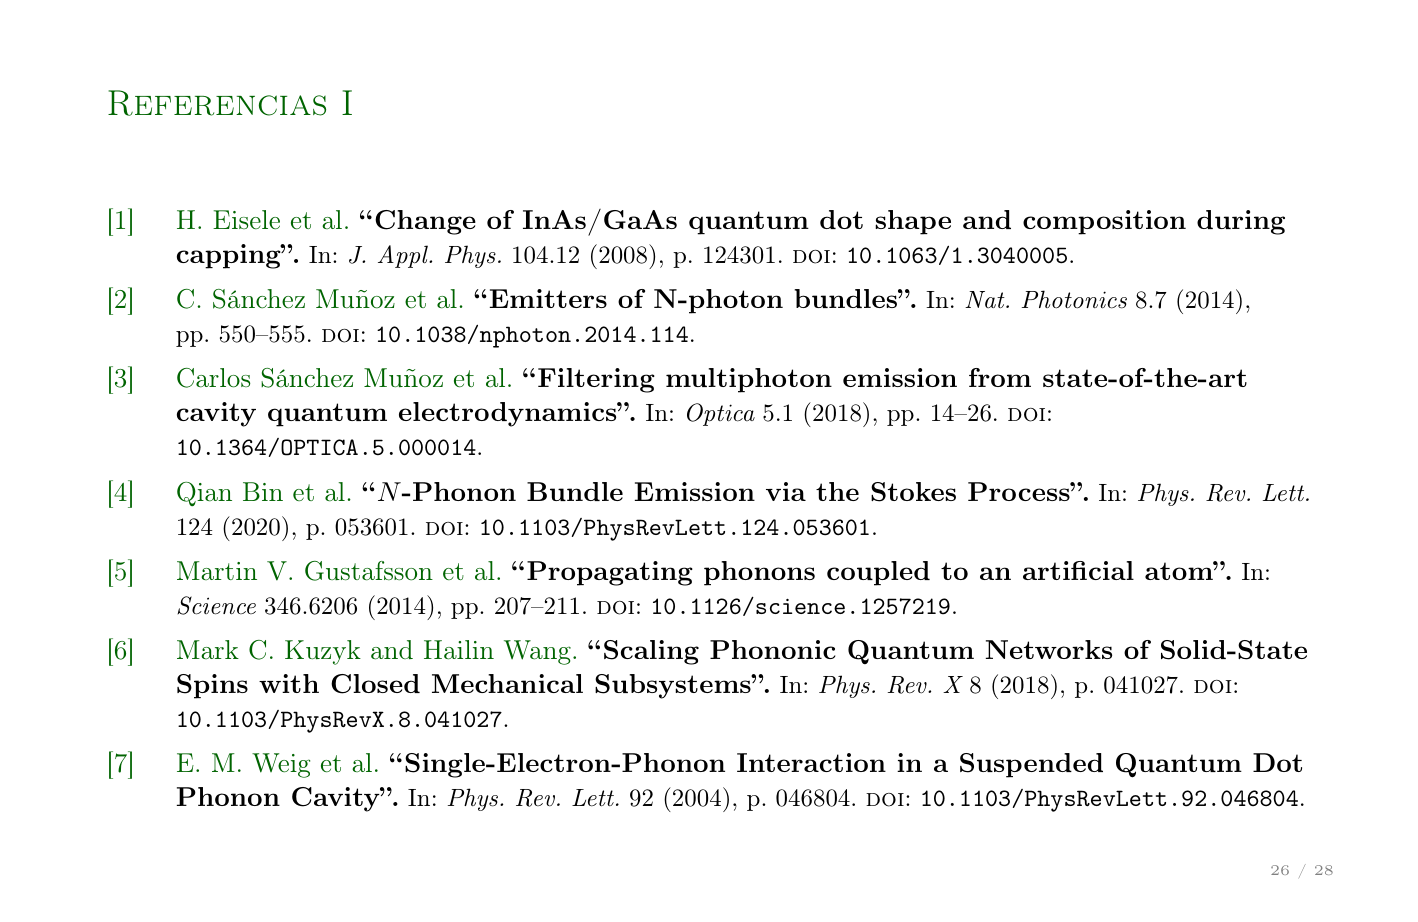 Referencias I
[1] H. Eisele et al. “Change of InAs/GaAs quantum dot shape and composition during
capping”. In: J. Appl. Phys. 104.12 (2008), p. 124301. doi: 10.1063/1.3040005.
[2] C. Sánchez Muñoz et al. “Emitters of N-photon bundles”. In: Nat. Photonics 8.7 (2014),
pp. 550–555. doi: 10.1038/nphoton.2014.114.
[3] Carlos Sánchez Muñoz et al. “Filtering multiphoton emission from state-of-the-art
cavity quantum electrodynamics”. In: Optica 5.1 (2018), pp. 14–26. doi:
10.1364/OPTICA.5.000014.
[4] Qian Bin et al. “N-Phonon Bundle Emission via the Stokes Process”. In: Phys. Rev. Lett.
124 (2020), p. 053601. doi: 10.1103/PhysRevLett.124.053601.
[5] Martin V. Gustafsson et al. “Propagating phonons coupled to an artificial atom”. In:
Science 346.6206 (2014), pp. 207–211. doi: 10.1126/science.1257219.
[6] Mark C. Kuzyk and Hailin Wang. “Scaling Phononic Quantum Networks of Solid-State
Spins with Closed Mechanical Subsystems”. In: Phys. Rev. X 8 (2018), p. 041027. doi:
10.1103/PhysRevX.8.041027.
[7] E. M. Weig et al. “Single-Electron-Phonon Interaction in a Suspended Quantum Dot
Phonon Cavity”. In: Phys. Rev. Lett. 92 (2004), p. 046804. doi: 10.1103/PhysRevLett.92.046804.
26 / 28